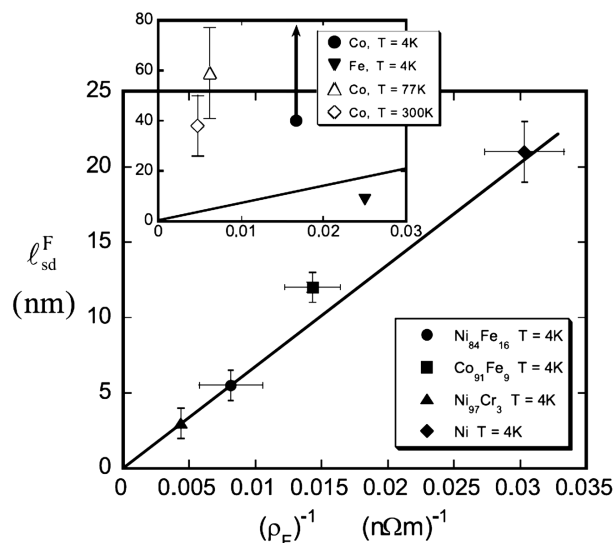 80
60
40
20
0
0
0.01
0.02
0.03
Co, T = 4K
Fe, T = 4K
Co, T = 77K
Co, T = 300K
25
20
15
10
5
0
ℓ_sd^F
(nm)
Ni₈₄Fe₁₆ T = 4K
Co₉₁Fe₉ T = 4K
Ni₉₇Cr₃ T = 4K
Ni T = 4K
0 0.005 0.01 0.015 0.02 0.025 0.03 0.035
(ρ_F)⁻¹ (nΩm)⁻¹